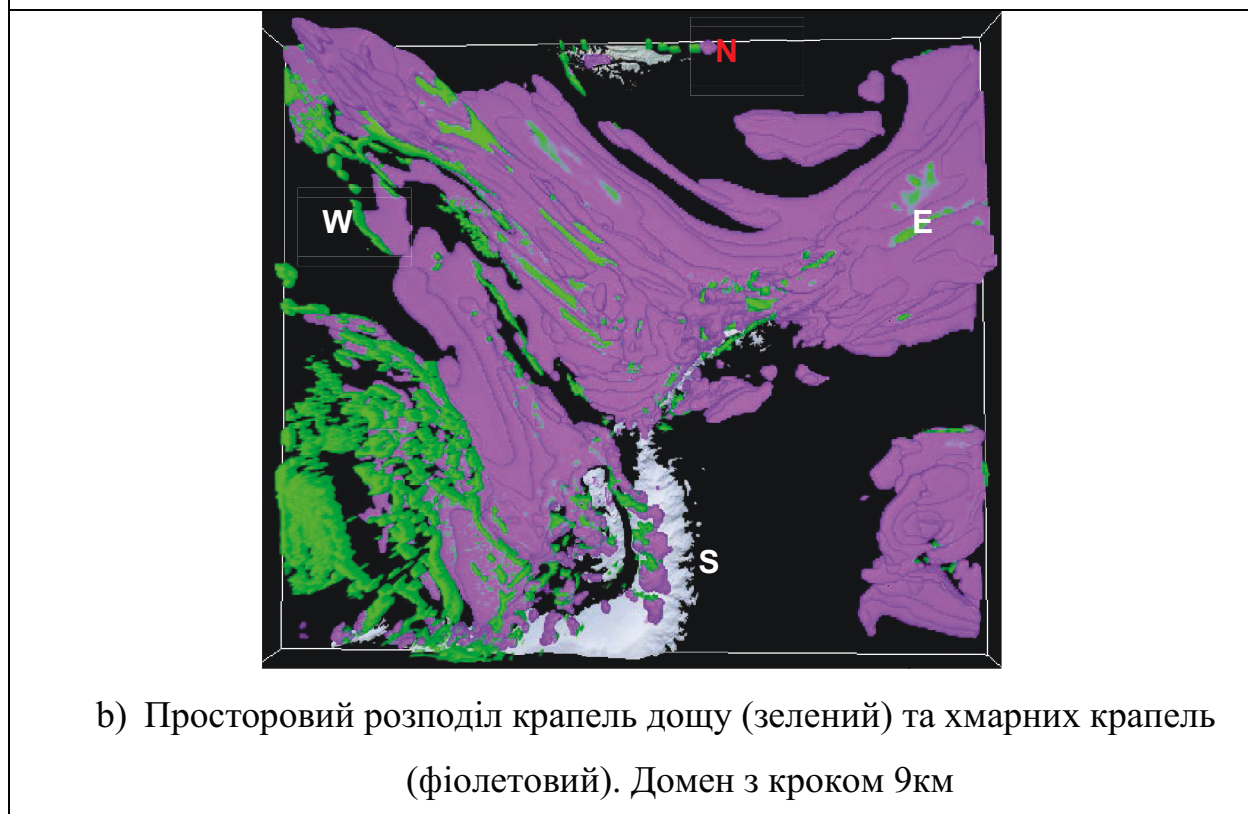 N
W
E
S
b) Просторовий розподіл крапель дощу (зелений) та хмарних крапель
(фіолетовий). Домен з кроком 9км